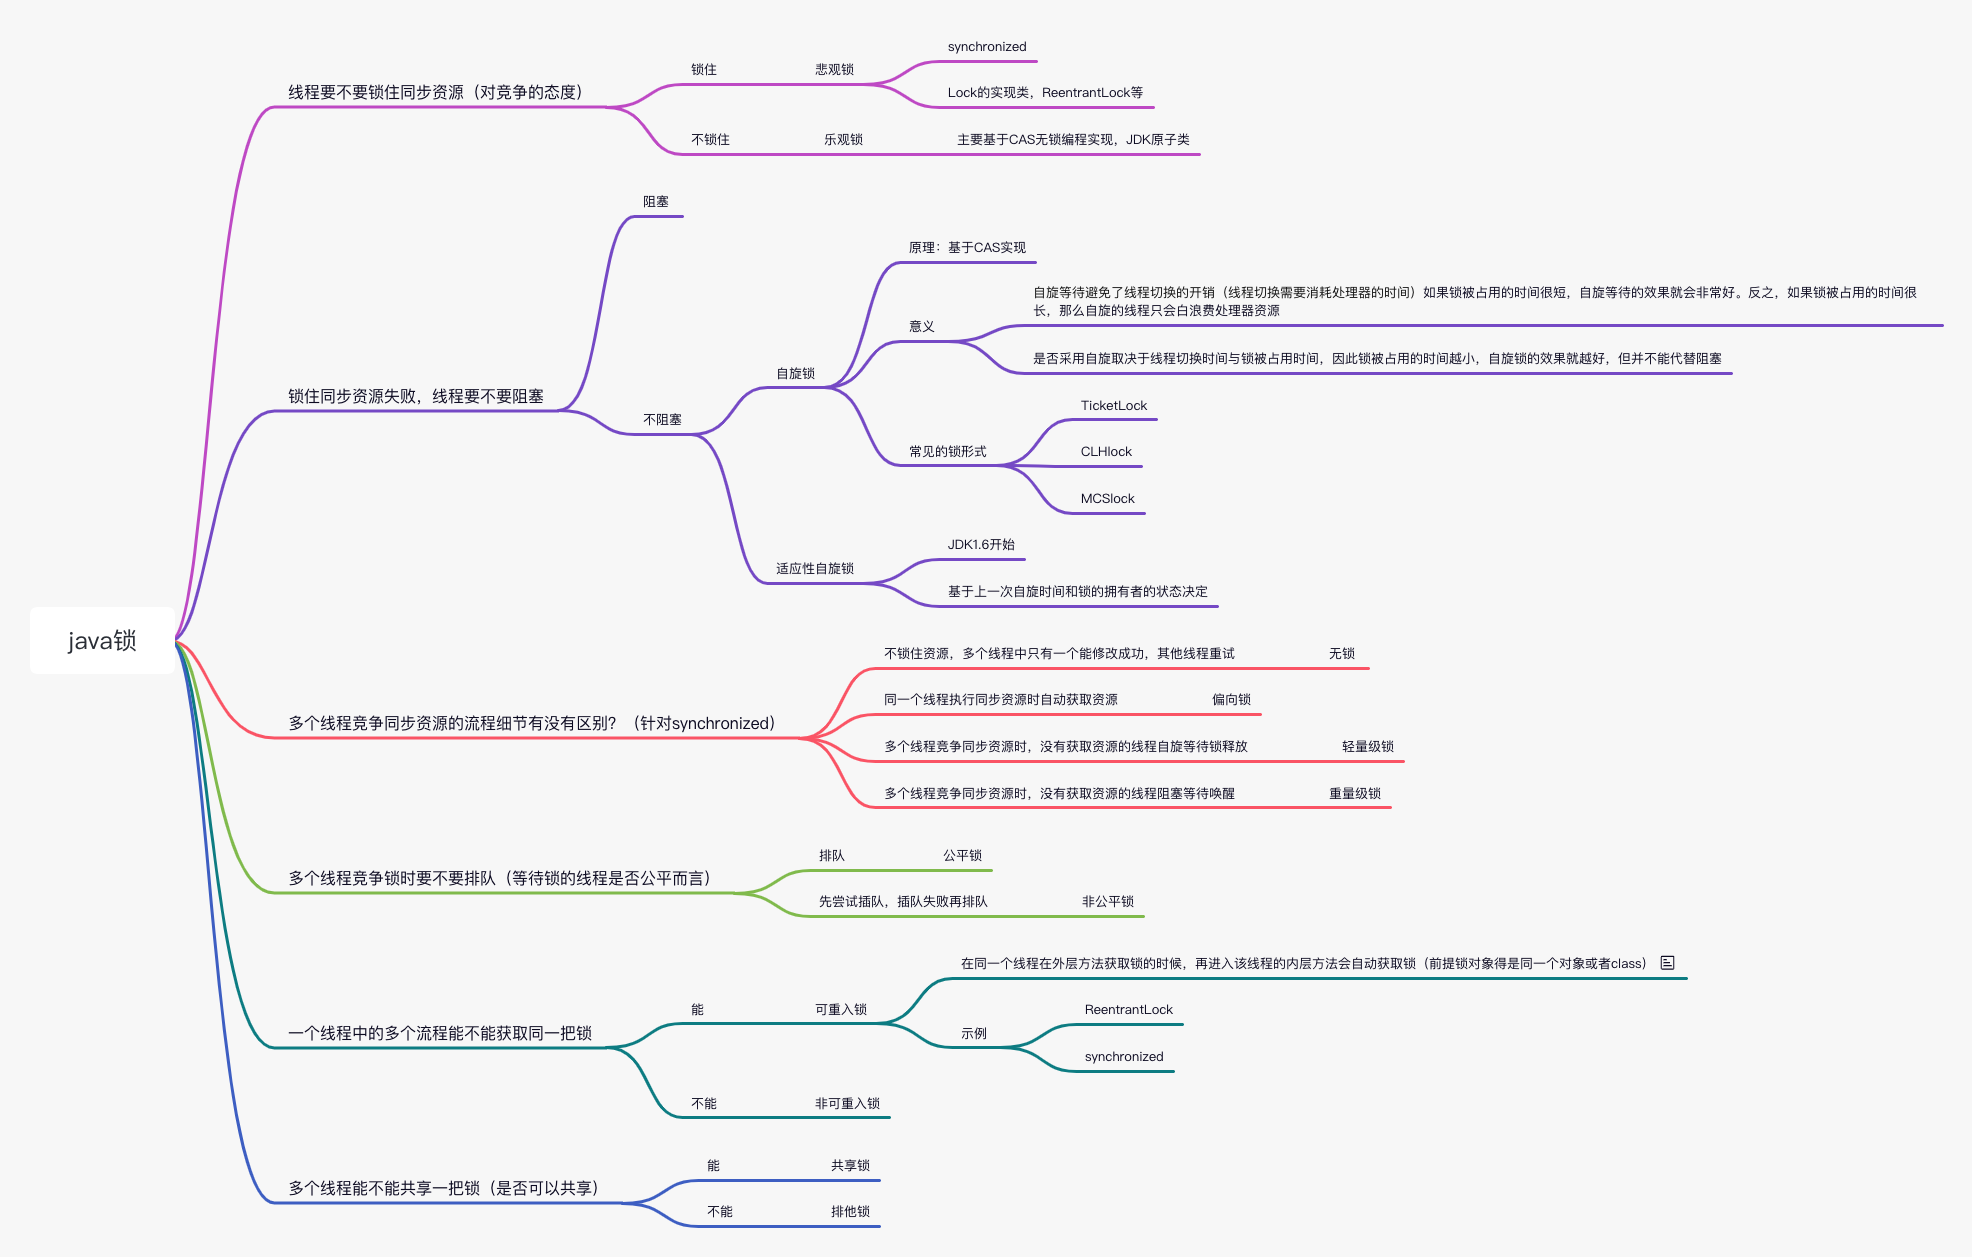 java锁
线程要不要锁住同步资源（对竞争的态度）
锁住
悲观锁
synchronized
Lock的实现类，ReentrantLock等
不锁住
乐观锁
主要基于CAS无锁编程实现，JDK原子类
锁住同步资源失败，线程要不要阻塞
阻塞
不阻塞
自旋锁
原理：基于CAS实现
意义
自旋等待避免了线程切换的开销（线程切换需要消耗处理器的时间）如果锁被占用的时间很短，自旋等待的效果就会非常好。反之，如果锁被占用的时间很
长，那么自旋的线程只会白浪费处理器资源
是否采用自旋取决于线程切换时间与锁被占用时间，因此锁被占用的时间越小，自旋锁的效果就越好，但并不能代替阻塞
常见的锁形式
TicketLock
CLHlock
MCSlock
适应性自旋锁
JDK1.6开始
基于上一次自旋时间和锁的拥有者的状态决定
多个线程竞争同步资源的流程细节有没有区别？（针对synchronized）
不锁住资源，多个线程中只有一个能修改成功，其他线程重试
无锁
同一个线程执行同步资源时自动获取资源
偏向锁
多个线程竞争同步资源时，没有获取资源的线程自旋等待锁释放
轻量级锁
多个线程竞争同步资源时，没有获取资源的线程阻塞等待唤醒
重量级锁
多个线程竞争锁时要不要排队（等待锁的线程是否公平而言）
排队
公平锁
先尝试插队，插队失败再排队
非公平锁
一个线程中的多个流程能不能获取同一把锁
能
可重入锁
在同一个线程在外层方法获取锁的时候，再进入该线程的内层方法会自动获取锁（前提锁对象得是同一个对象或者class）
示例
ReentrantLock
synchronized
不能
非可重入锁
多个线程能不能共享一把锁（是否可以共享）
能
共享锁
不能
排他锁